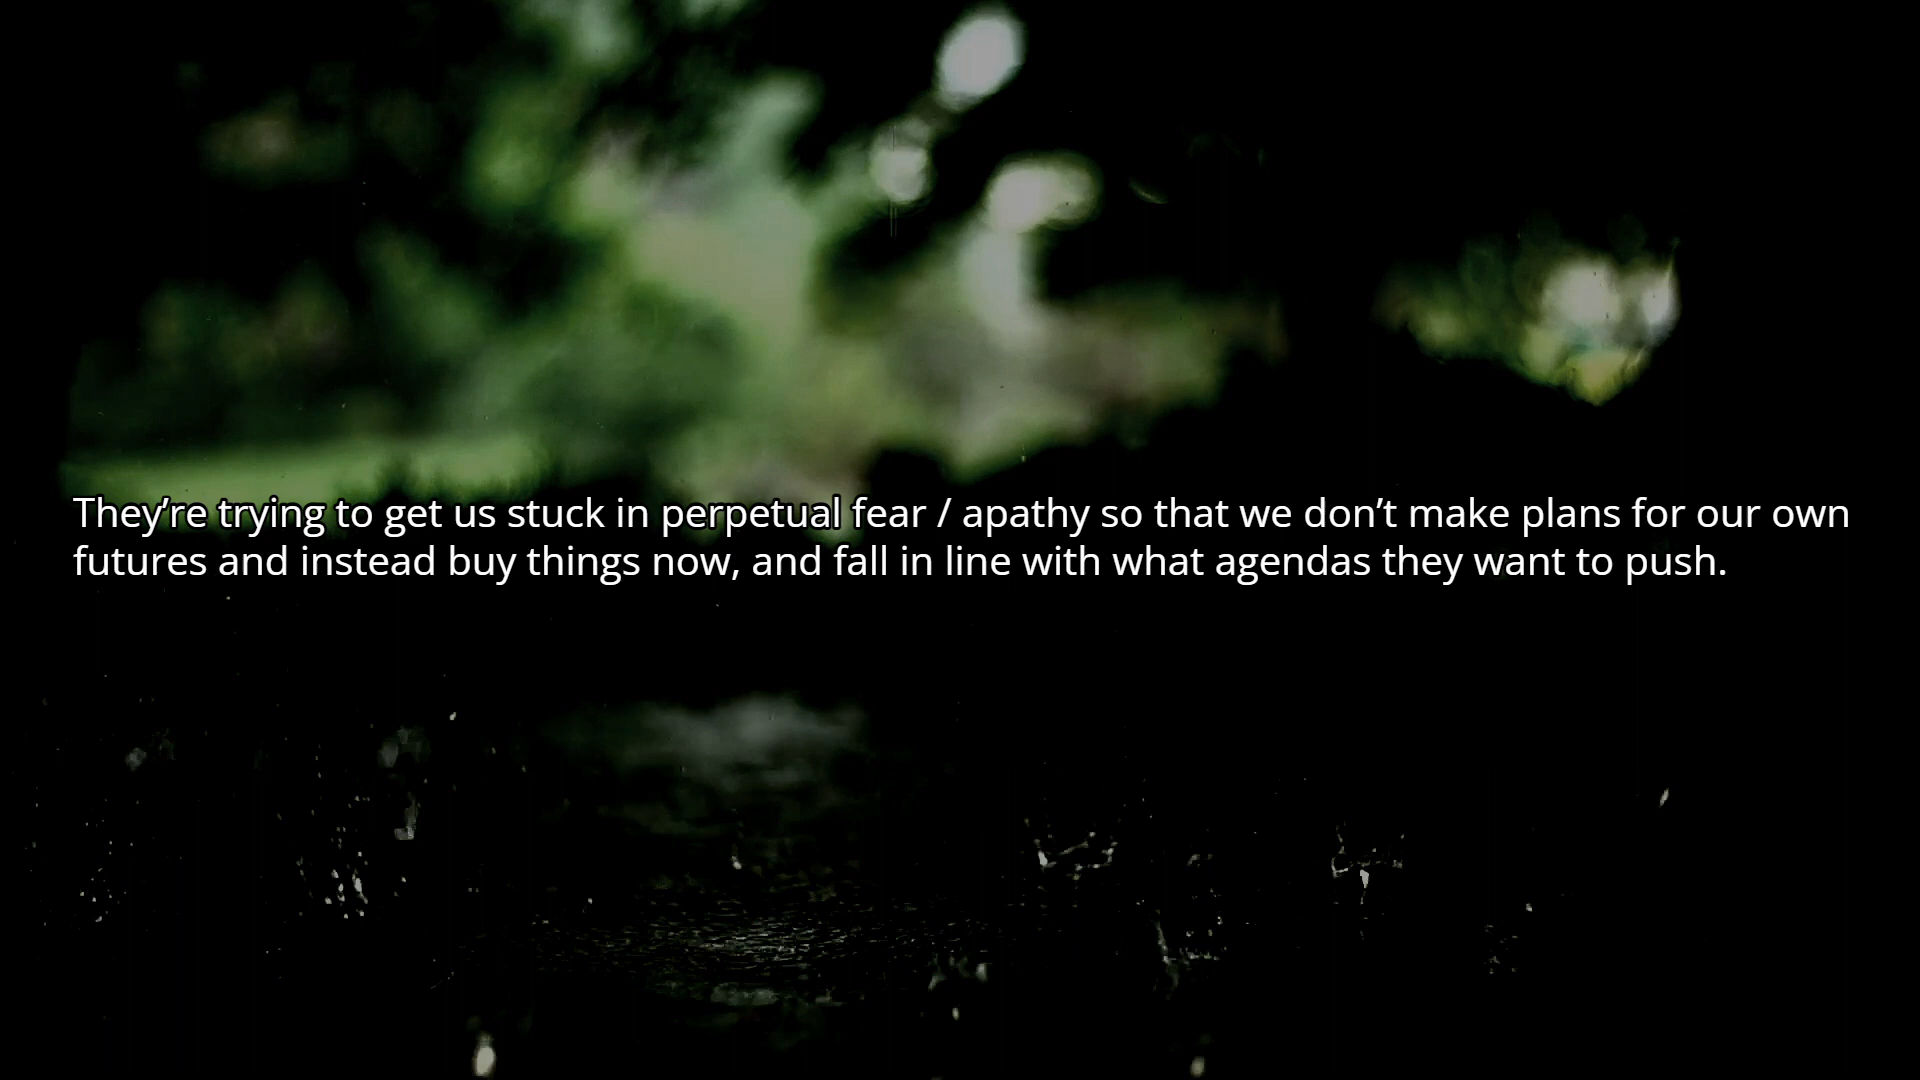 They’re trying to get us stuck in perpetual fear / apathy so that we don’t make plans for our own
futures and instead buy things now, and fall in line with what agendas they want to push.